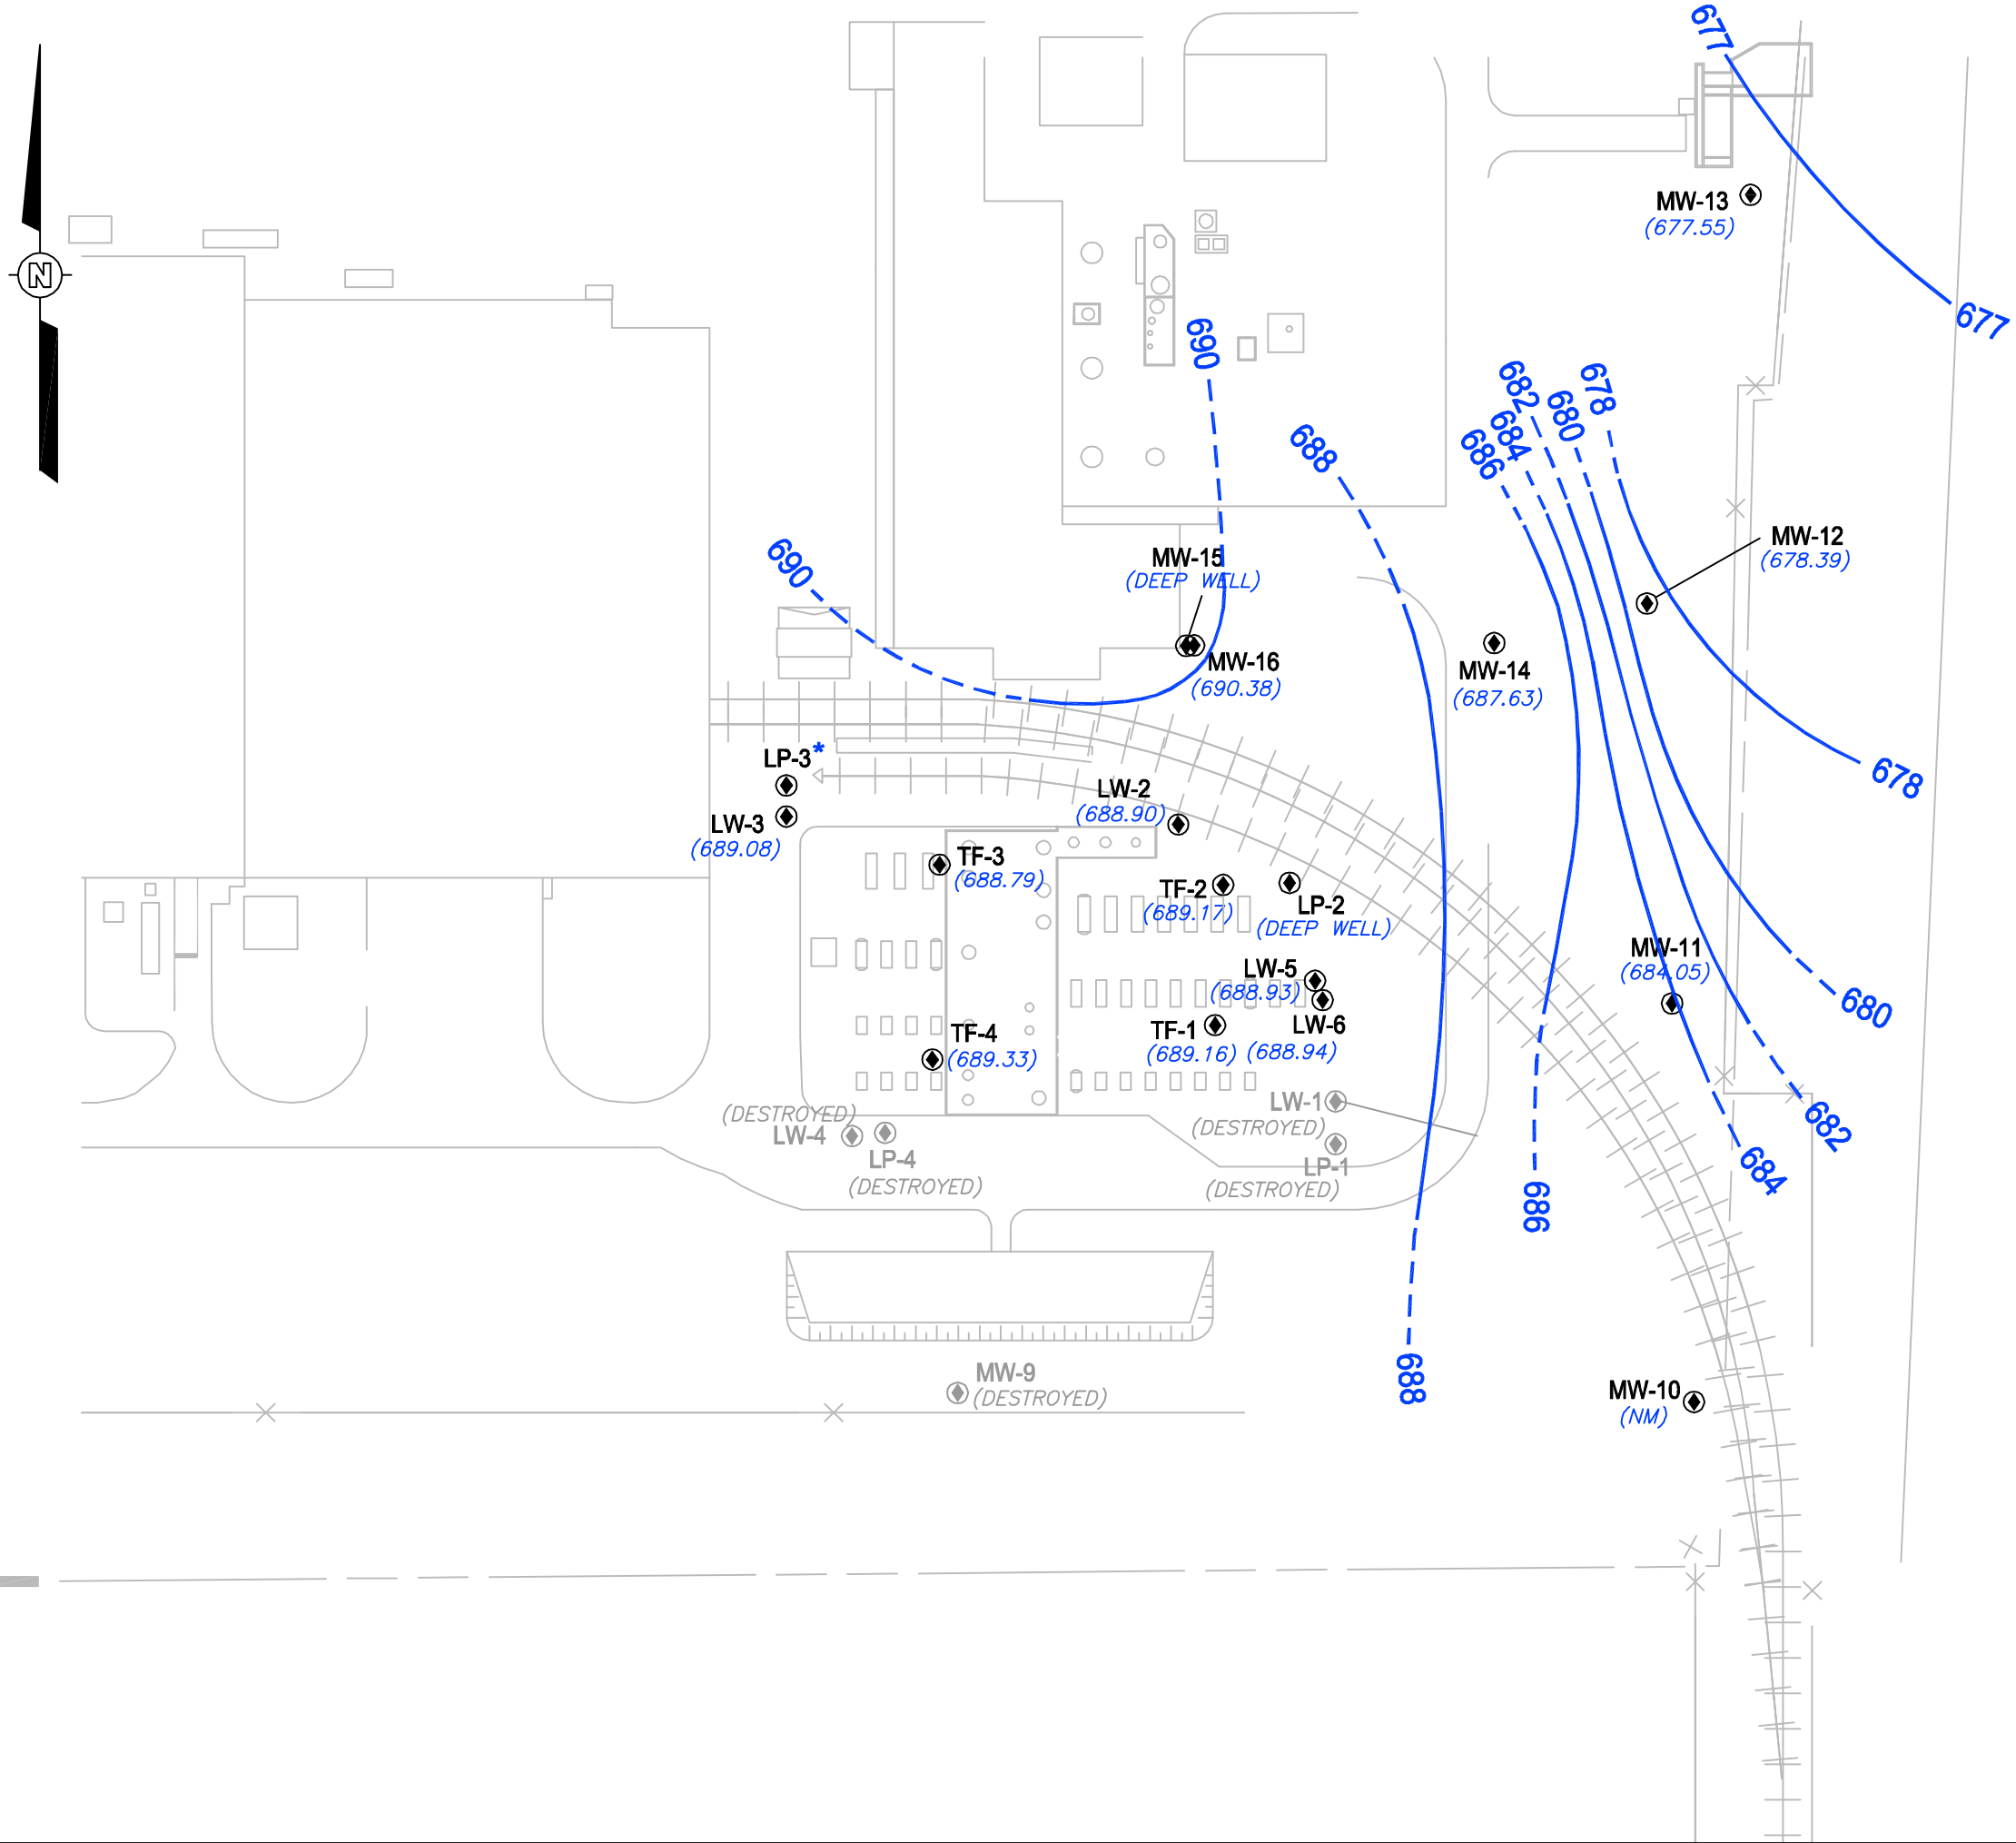 677
MW-13
(677.55)
N
677
690
682
678
680
684
686
688
690
MW-15
(DEEP WELL)
MW-12
(678.39)
MW-16
(690.38)
MW-14
(687.63)
LP-3*
678
LW-2
(688.90)
LW-3
(689.08)
TF-3
(688.79)
TF-2
(689.17)
LP-2
(DEEP WELL)
MW-11
(684.05)
LW-5
(688.93)
680
LW-6
(688.94)
TF-1
(689.16)
TF-4
(689.33)
LW-1
(DESTROYED)
(DESTROYED)
LW-4
682
LP-4
(DESTROYED)
LP-1
(DESTROYED)
684
686
688
MW-9
(DESTROYED)
MW-10
(NM)